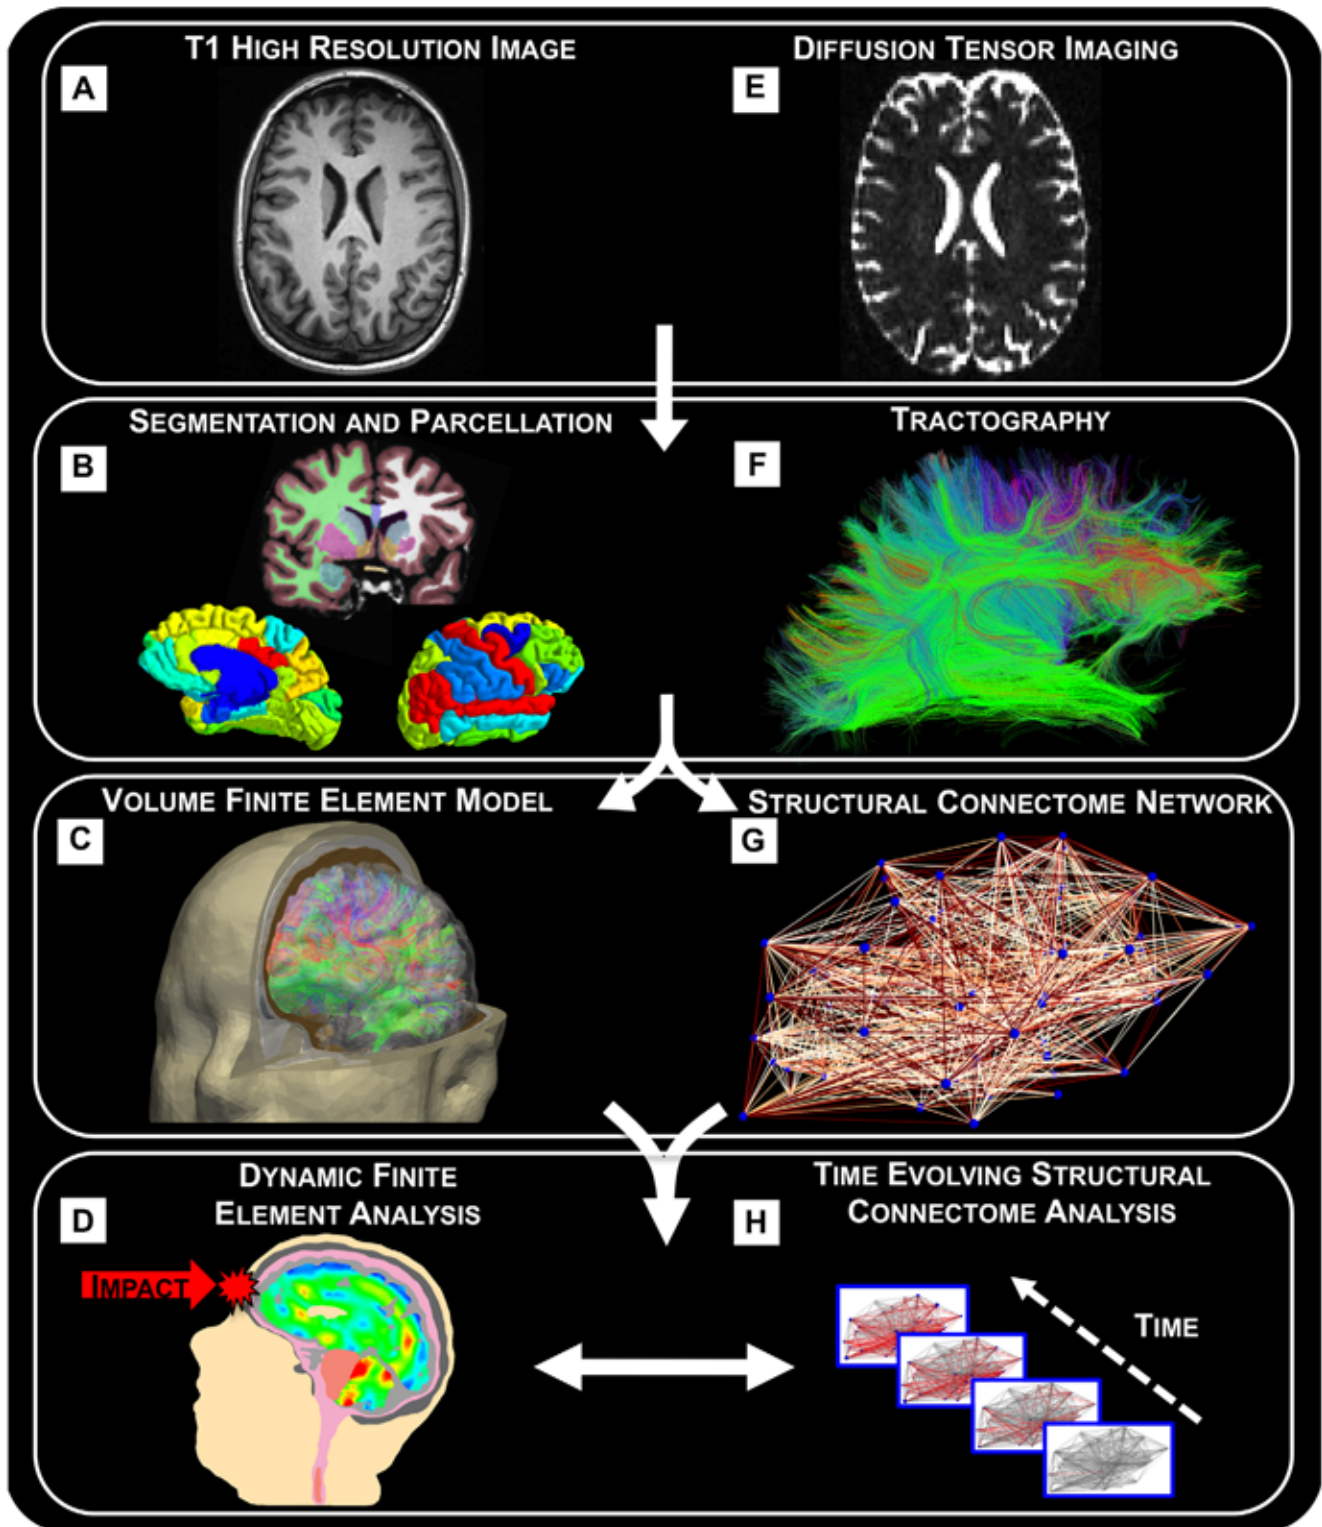 T1 HIGH RESOLUTION IMAGE
DIFFUSION TENSOR IMAGING
A
E
SEGMENTATION AND PARCELLATION
TRACTOGRAPHY
B
F
VOLUME FINITE ELEMENT MODEL
STRUCTURAL CONNECTOME NETWORK
C
G
DYNAMIC FINITE
ELEMENT ANALYSIS
TIME EVOLVING STRUCTURAL
CONNECTOME ANALYSIS
D
H
IMPACT
TIME